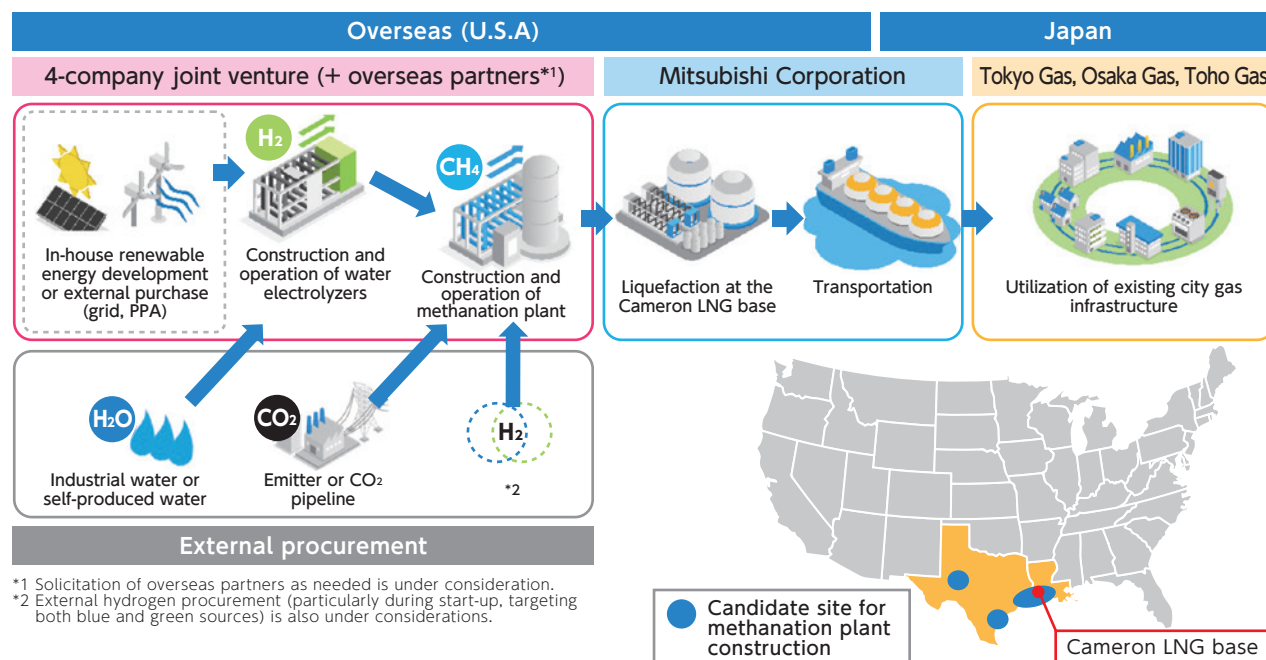 Overseas (U.S.A)
Japan
4-company joint venture (+ overseas partners*1)
Mitsubishi Corporation
Tokyo Gas, Osaka Gas, Toho Gas
H2
CH4
In-house renewable
energy development
or external purchase
(grid, PPA)
Construction and
operation of water
electrolyzers
Construction and
operation of
methanation plant
Liquefaction at the
Cameron LNG base
Transportation
Utilization of existing city gas
infrastructure
H2O
CO2
H2
Industrial water or
self-produced water
Emitter or CO2
pipeline
*2
External procurement
*1 Solicitation of overseas partners as needed is under consideration.
*2 External hydrogen procurement (particularly during start-up, targeting
both blue and green sources) is also under considerations.
Candidate site for
methanation plant
construction
Cameron LNG base